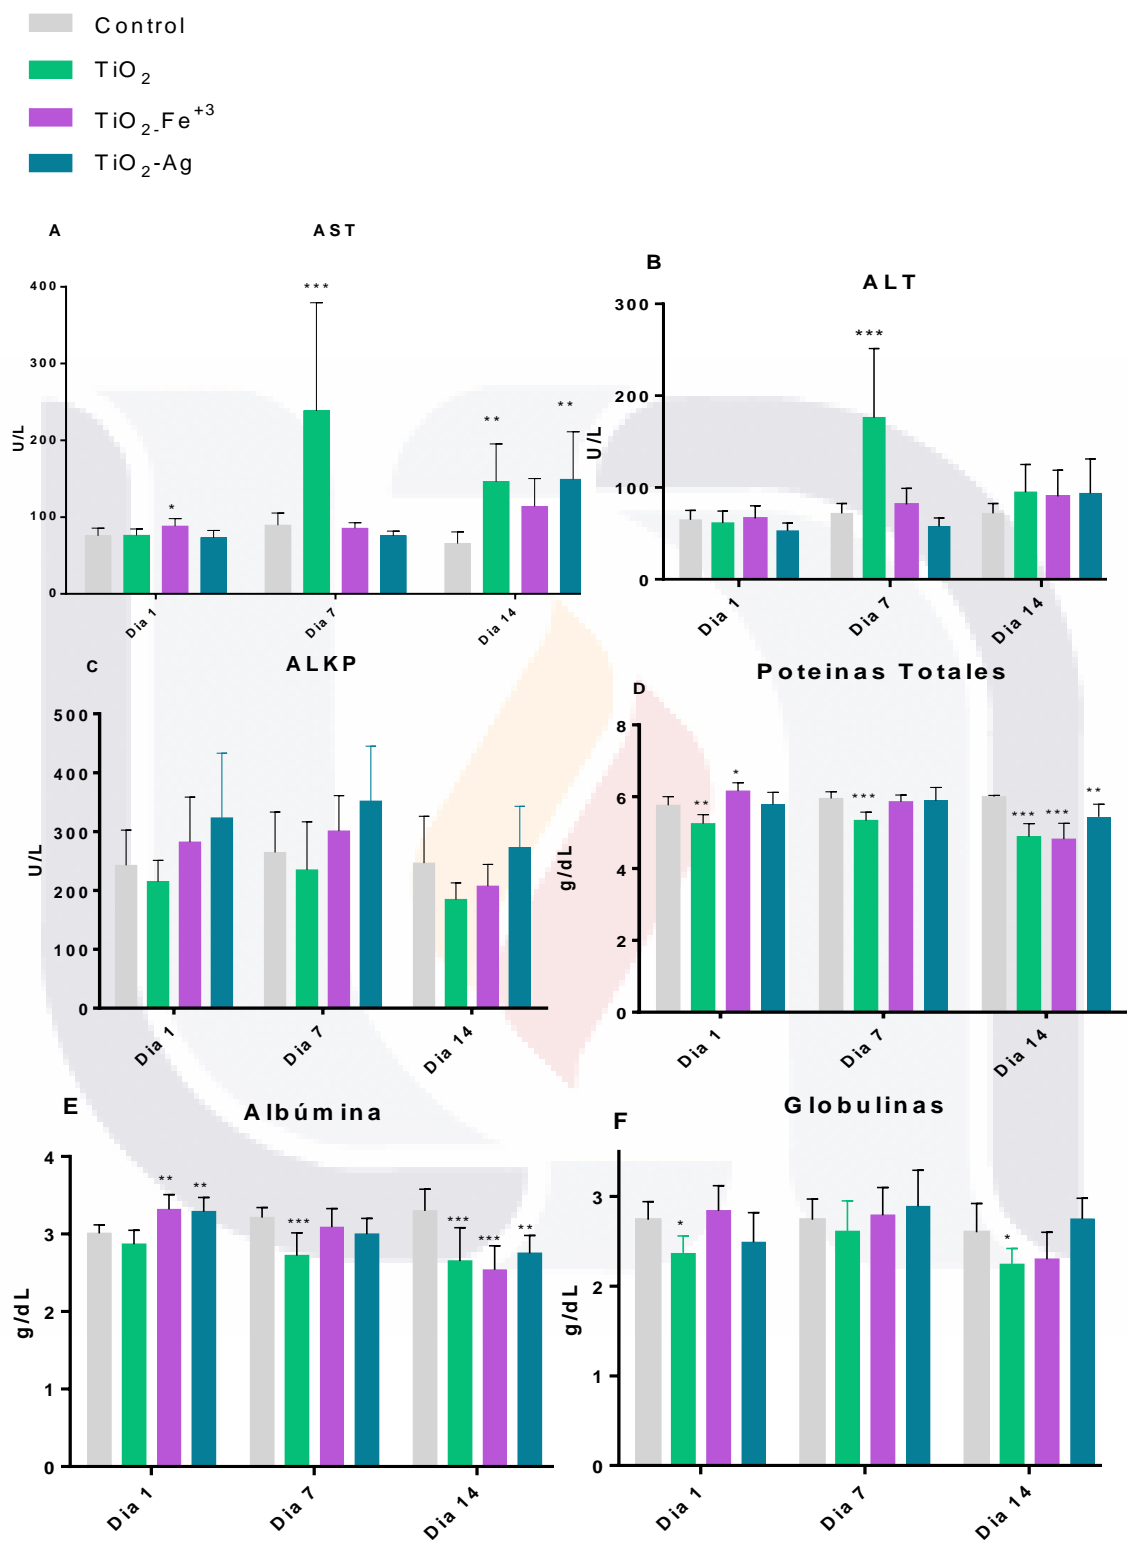 Control
TiO2
TiO2-Fe+3
TiO2-Ag
A
AST
U/L
400
300
200
100
0
***
*
**
**
Dia 1
Dia 7
Dia 14
B
ALT
U/L
300
200
100
0
***
Dia 1
Dia 7
Dia 14
C
ALKP
U/L
500
400
300
200
100
0
Dia 1
Dia 7
Dia 14
D
Poteinas Totales
g/dL
8
6
4
2
0
**
*
***
***
***
**
Dia 1
Dia 7
Dia 14
E
Albúmina
g/dL
4
3
2
1
0
**
**
***
***
***
**
Dia 1
Dia 7
Dia 14
F
Globulinas
g/dL
3
2
1
0
*
*
Dia 1
Dia 7
Dia 14